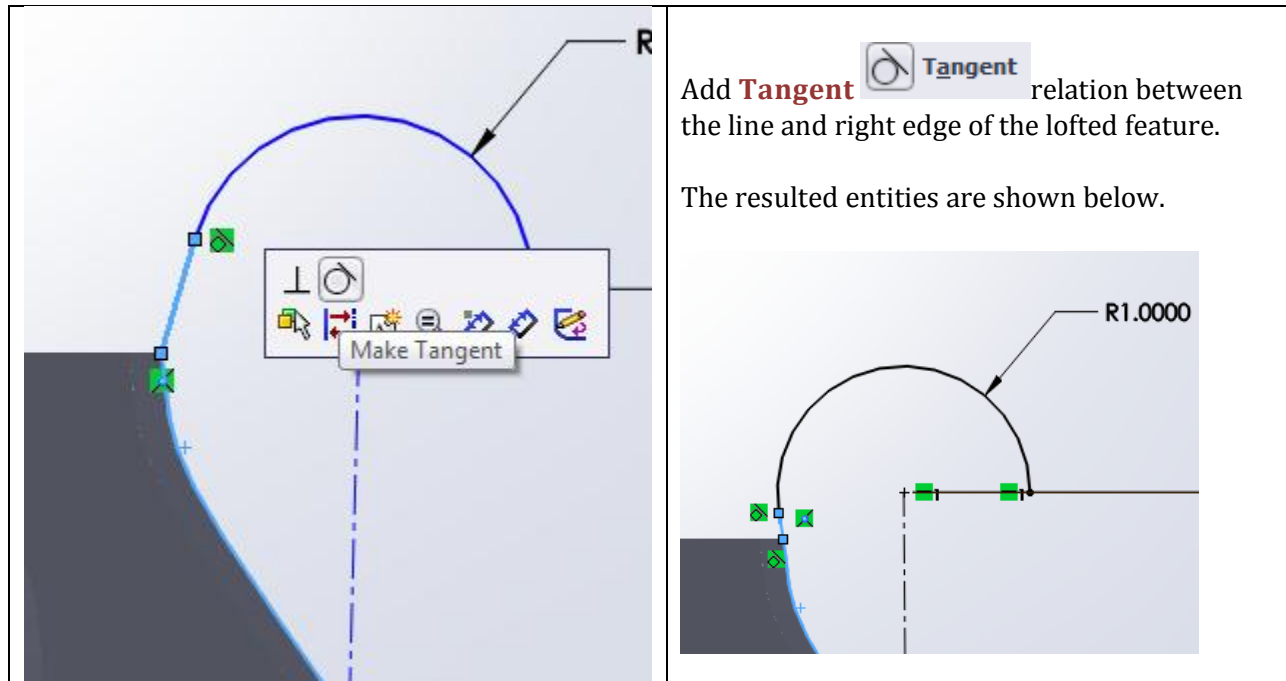 R
Make Tangent
Add Tangent Tangent relation between
the line and right edge of the lofted feature.
The resulted entities are shown below.
R1.0000